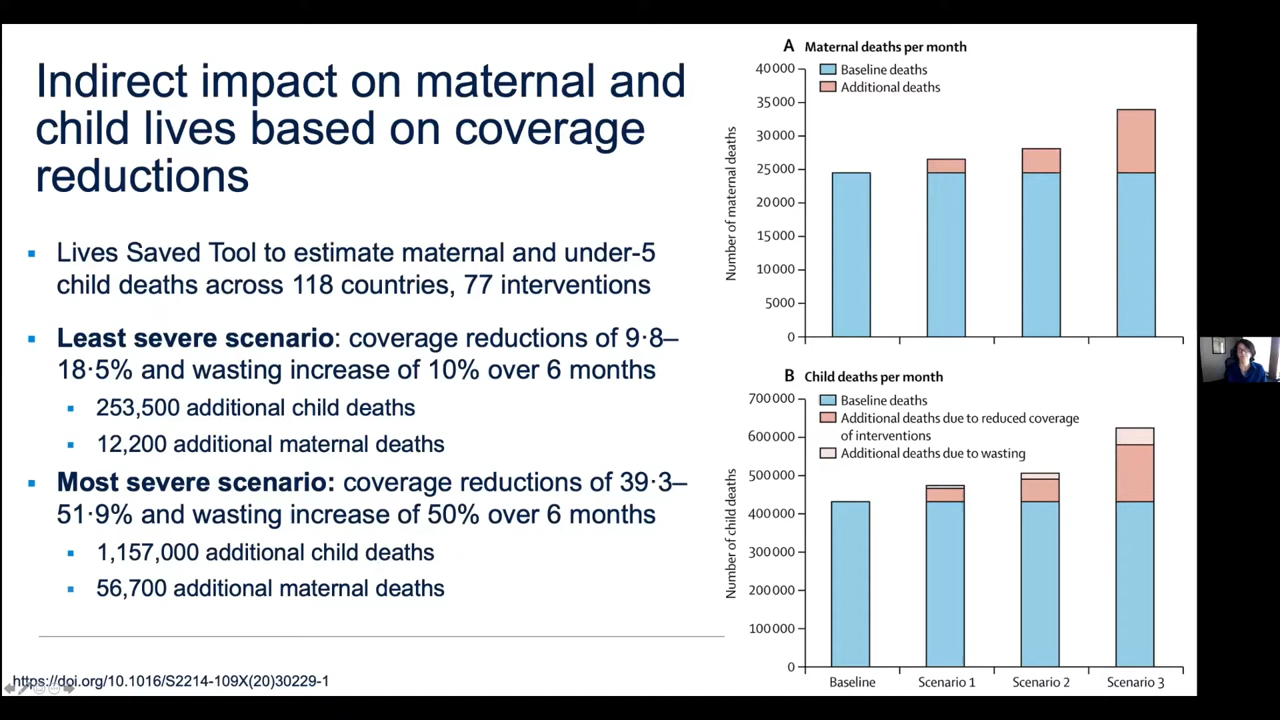 Indirect impact on maternal and
child lives based on coverage
reductions
▪ Lives Saved Tool to estimate maternal and under-5
child deaths across 118 countries, 77 interventions
▪ Least severe scenario: coverage reductions of 9·8–
18·5% and wasting increase of 10% over 6 months
▪ 253,500 additional child deaths
▪ 12,200 additional maternal deaths
▪ Most severe scenario: coverage reductions of 39·3–
51·9% and wasting increase of 50% over 6 months
▪ 1,157,000 additional child deaths
▪ 56,700 additional maternal deaths
https://doi.org/10.1016/S2214-109X(20)30229-1
A Maternal deaths per month
Baseline deaths
Additional deaths
Number of maternal deaths
40 000
35 000
30 000
25 000
20 000
15 000
10 000
5000
0
B Child deaths per month
Baseline deaths
Additional deaths due to reduced coverage
of interventions
Additional deaths due to wasting
Number of child deaths
700 000
600 000
500 000
400 000
300 000
200 000
100 000
0
Baseline
Scenario 1
Scenario 2
Scenario 3